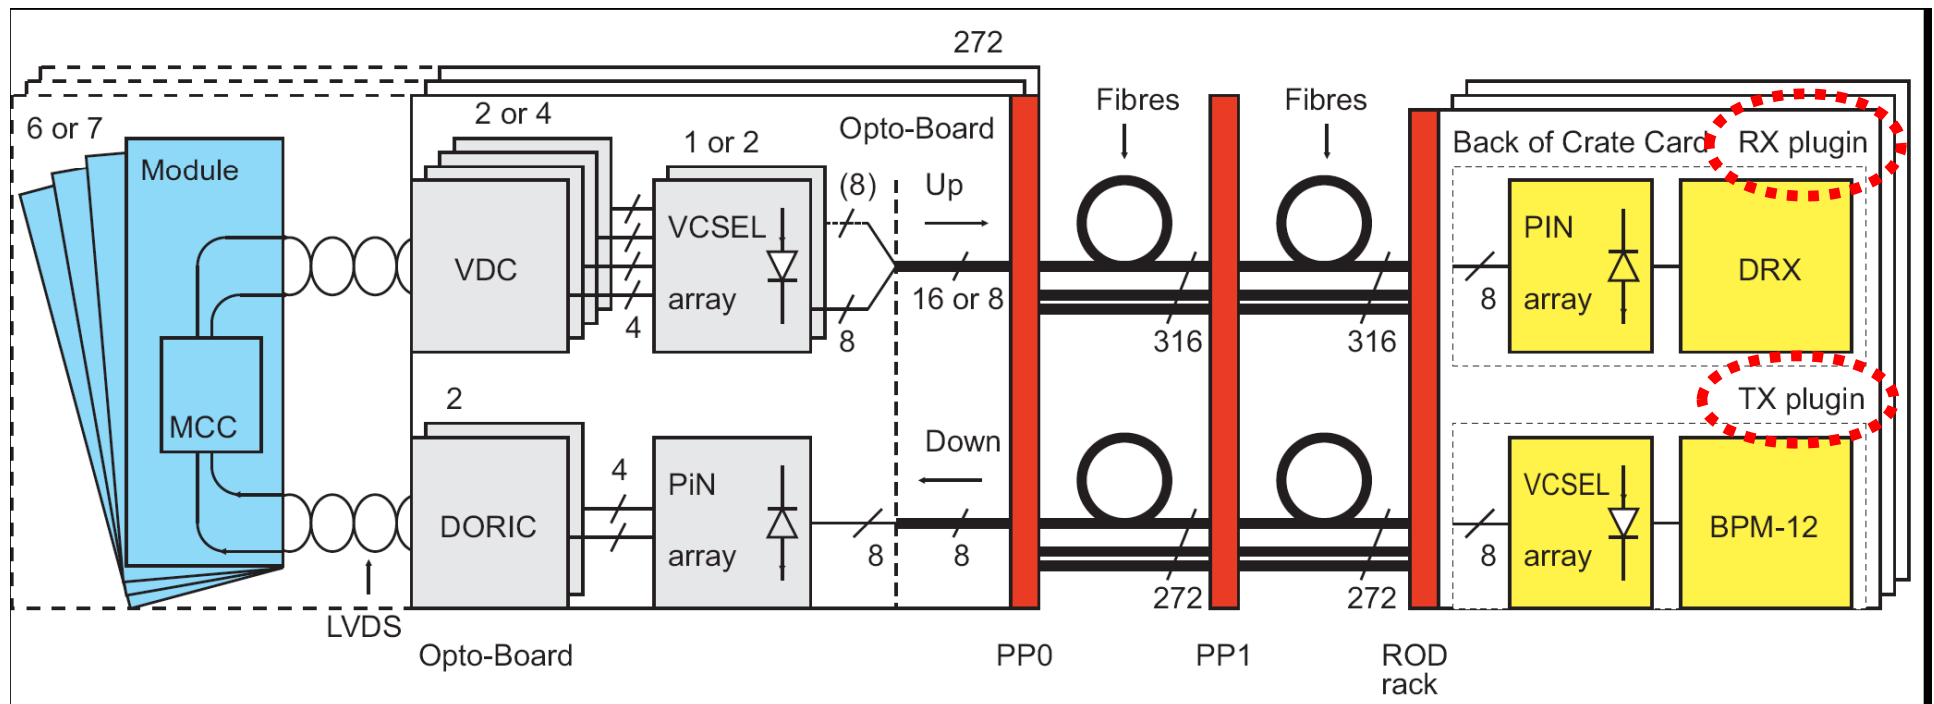 272
6 or 7
Module
MCC
LVDS
2 or 4
VDC
4
1 or 2
VCSEL
array
(8)
8
Opto-Board
Up
16 or 8
2
DORIC
4
PiN
array
8
Down
8
Opto-Board
Fibres
Fibres
316
316
272
272
PP0
PP1
ROD
rack
Back of Crate Card
RX plugin
8
PIN
array
DRX
TX plugin
8
VCSEL
array
BPM-12